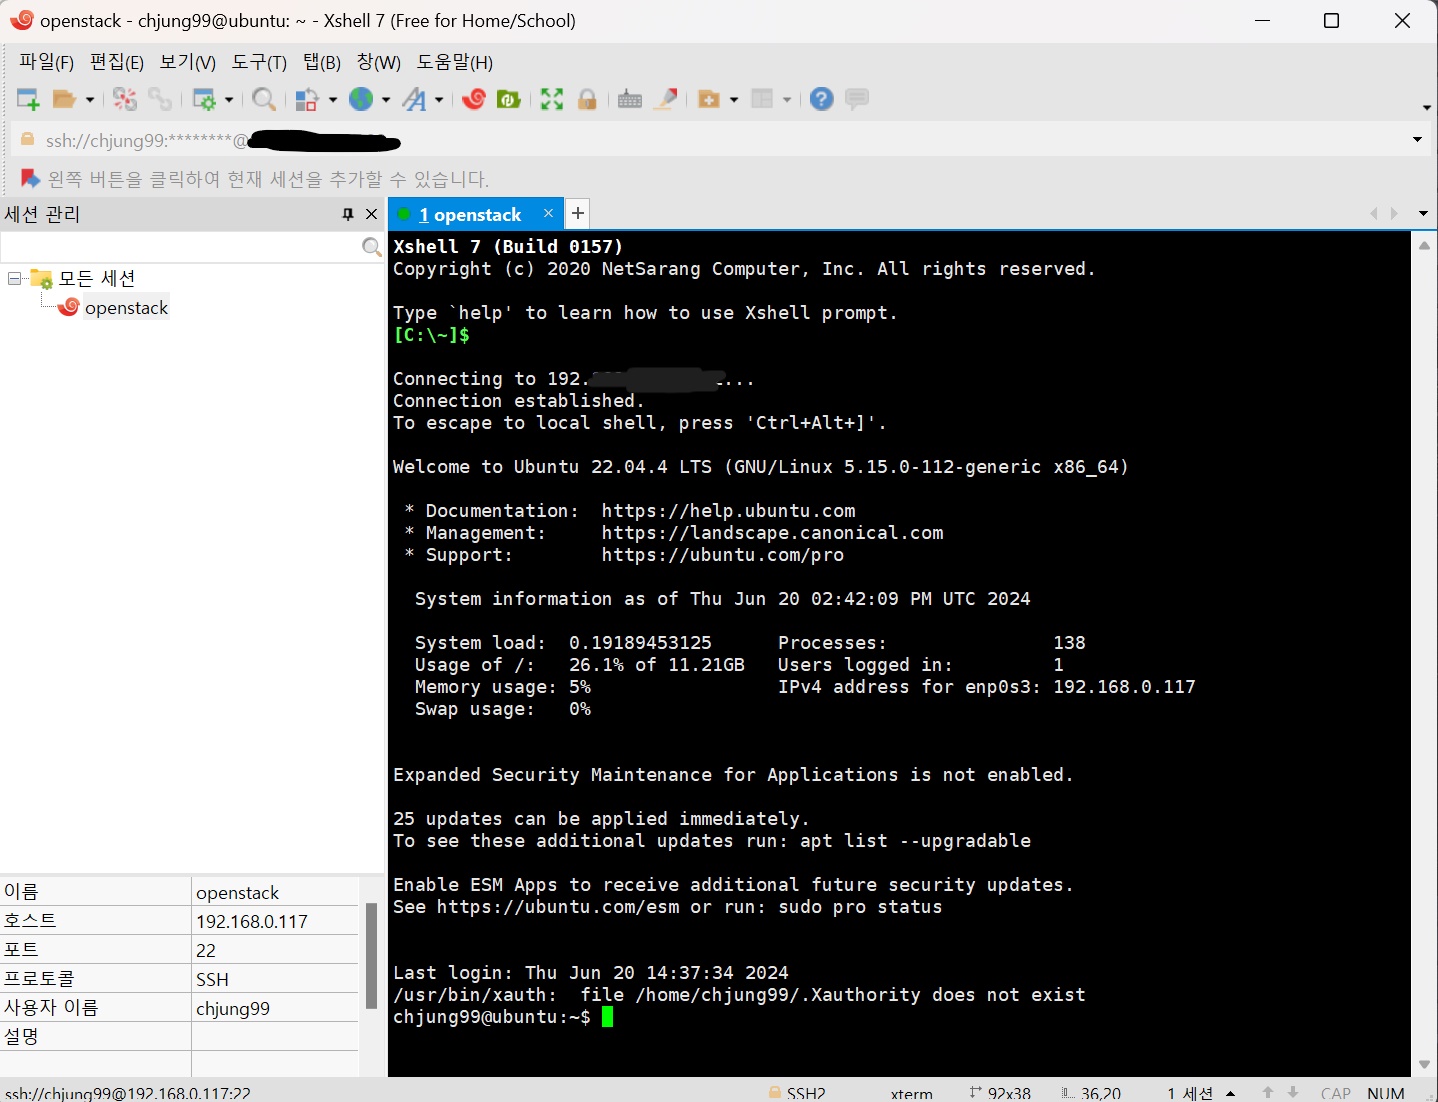 openstack - chjung99@ubuntu: ~ - Xshell 7 (Free for Home/School)
파일(F) 편집(E) 보기(V) 도구(T) 탭(B) 창(W) 도움말(H)
ssh://chjung99:********@
왼쪽 버튼을 클릭하여 현재 세션을 추가할 수 있습니다.
세션 관리
모든 세션
openstack
이름 openstack
호스트 192.168.0.117
포트 22
프로토콜 SSH
사용자 이름 chjung99
설명
1 openstack
Xshell 7 (Build 0157)
Copyright (c) 2020 NetSarang Computer, Inc. All rights reserved.
Type `help' to learn how to use Xshell prompt.
[C:\~]$
Connecting to 192. ...
Connection established.
To escape to local shell, press 'Ctrl+Alt+]'.
Welcome to Ubuntu 22.04.4 LTS (GNU/Linux 5.15.0-112-generic x86_64)
* Documentation:  https://help.ubuntu.com
* Management:     https://landscape.canonical.com
* Support:        https://ubuntu.com/pro
System information as of Thu Jun 20 02:42:09 PM UTC 2024
System load:  0.19189453125      Processes:               138
Usage of /:   26.1% of 11.21GB   Users logged in:         1
Memory usage: 5%                 IPv4 address for enp0s3: 192.168.0.117
Swap usage:   0%
Expanded Security Maintenance for Applications is not enabled.
25 updates can be applied immediately.
To see these additional updates run: apt list --upgradable
Enable ESM Apps to receive additional future security updates.
See https://ubuntu.com/esm or run: sudo pro status
Last login: Thu Jun 20 14:37:34 2024
/usr/bin/xauth:  file /home/chjung99/.Xauthority does not exist
chjung99@ubuntu:~$
ssh://chjung99@192.168.0.117:22 SSH2 xterm 92x38 36,20 1 세션 CAP NUM